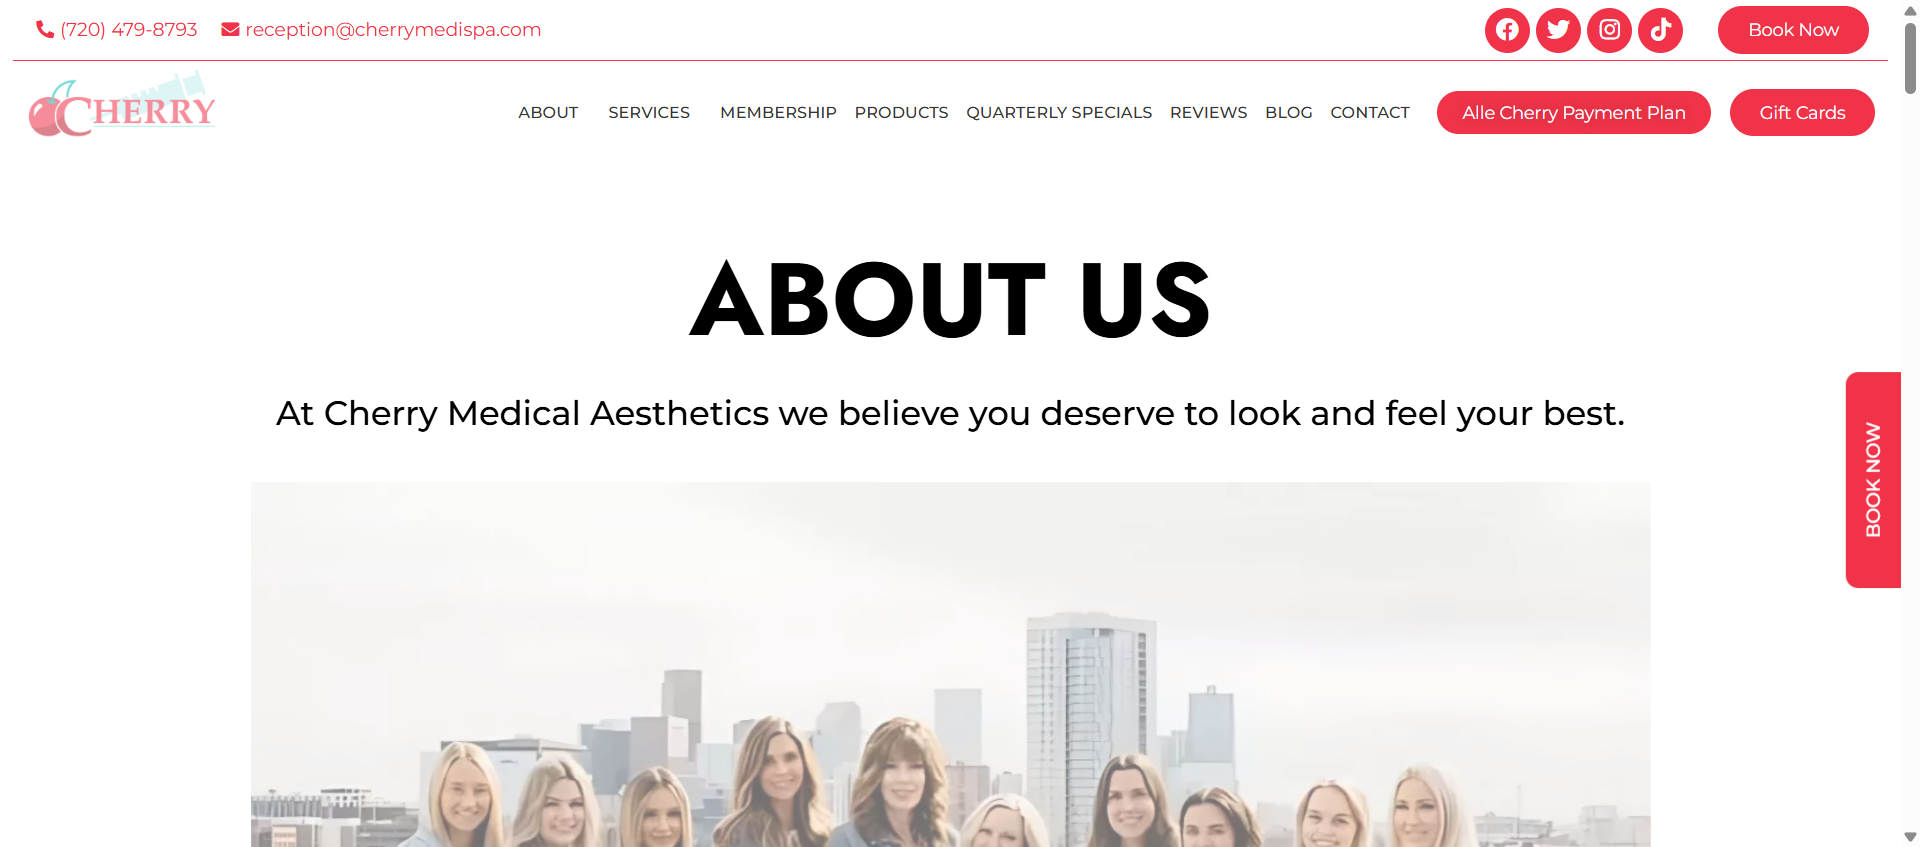 (720) 479-8793 reception@cherrymedispa.com Book Now
CHERRY
ABOUT SERVICES MEMBERSHIP PRODUCTS QUARTERLY SPECIALS REVIEWS BLOG CONTACT Alle Cherry Payment Plan Gift Cards
ABOUT US
At Cherry Medical Aesthetics we believe you deserve to look and feel your best.
BOOK NOW